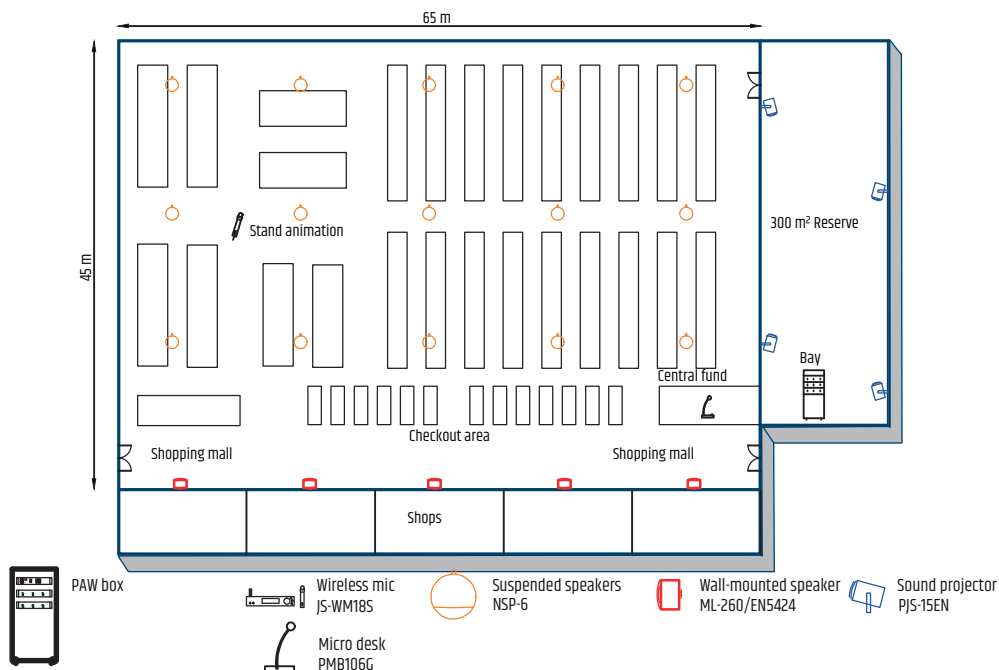 65 m
45 m
Stand animation
300 m² Reserve
Bay
Central fund
Checkout area
Shopping mall
Shopping mall
Shops
PAW box
Wireless mic
JS-WM18S
Suspended speakers
NSP-6
Wall-mounted speaker
ML-260/EN5424
Sound projector
PJS-15EN
Micro desk
PMB106G